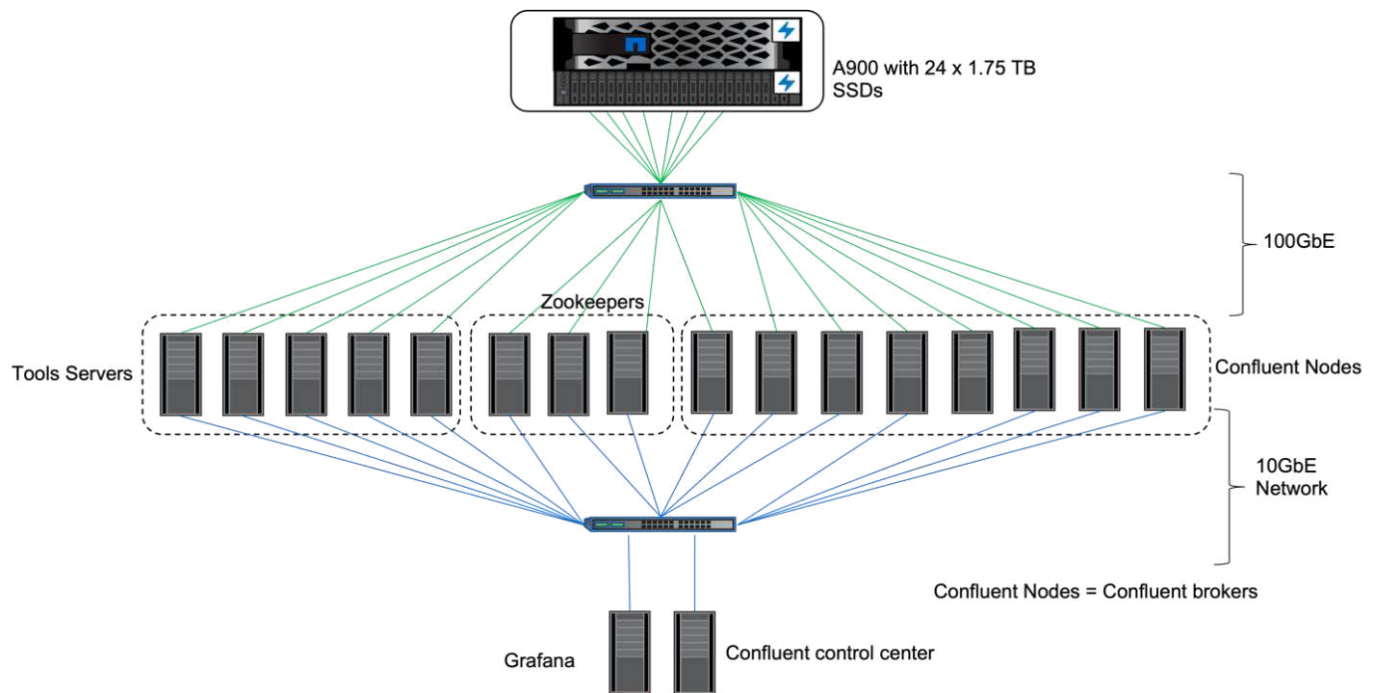 A900 with 24 x 1.75 TB
SSDs
100GbE
Zookeepers
Tools Servers
Confluent Nodes
10GbE
Network
Confluent Nodes = Confluent brokers
Grafana
Confluent control center